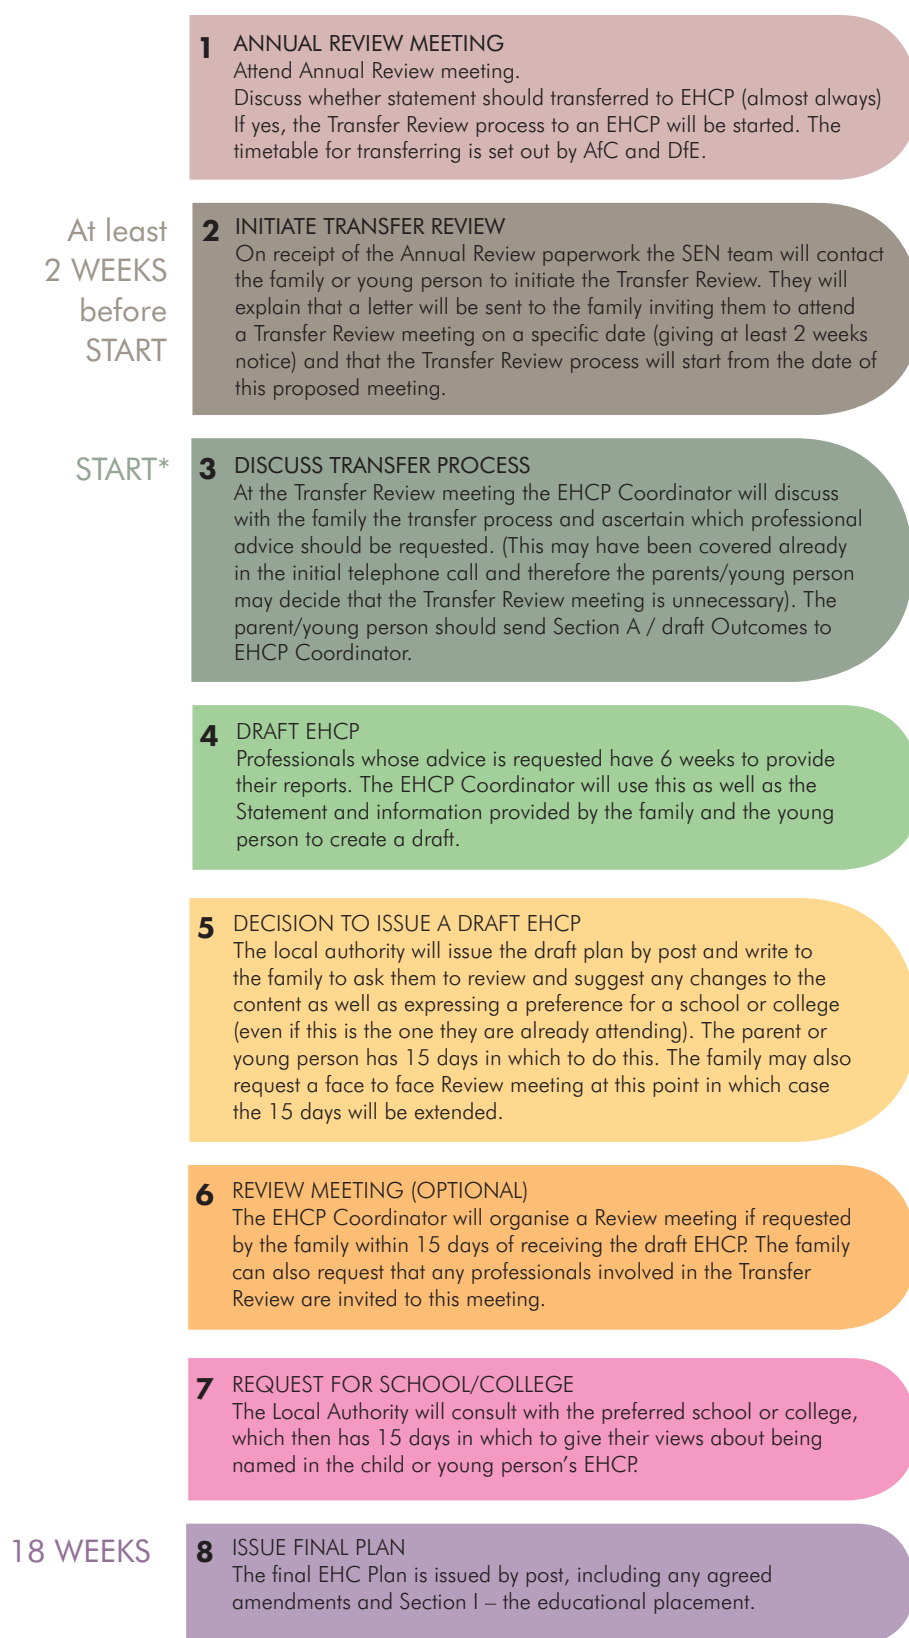 1 ANNUAL REVIEW MEETING
Attend Annual Review meeting.
Discuss whether statement should transferred to EHCP (almost always)
If yes, the Transfer Review process to an EHCP will be started. The
timetable for transferring is set out by AfC and DfE.
At least
2 WEEKS
before
START
2 INITIATE TRANSFER REVIEW
On receipt of the Annual Review paperwork the SEN team will contact
the family or young person to initiate the Transfer Review. They will
explain that a letter will be sent to the family inviting them to attend
a Transfer Review meeting on a specific date (giving at least 2 weeks
notice) and that the Transfer Review process will start from the date of
this proposed meeting.
START*
3 DISCUSS TRANSFER PROCESS
At the Transfer Review meeting the EHCP Coordinator will discuss
with the family the transfer process and ascertain which professional
advice should be requested. (This may have been covered already
in the initial telephone call and therefore the parents/young person
may decide that the Transfer Review meeting is unnecessary). The
parent/young person should send Section A / draft Outcomes to
EHCP Coordinator.
4 DRAFT EHCP
Professionals whose advice is requested have 6 weeks to provide
their reports. The EHCP Coordinator will use this as well as the
Statement and information provided by the family and the young
person to create a draft.
5 DECISION TO ISSUE A DRAFT EHCP
The local authority will issue the draft plan by post and write to
the family to ask them to review and suggest any changes to the
content as well as expressing a preference for a school or college
(even if this is the one they are already attending). The parent or
young person has 15 days in which to do this. The family may also
request a face to face Review meeting at this point in which case
the 15 days will be extended.
6 REVIEW MEETING (OPTIONAL)
The EHCP Coordinator will organise a Review meeting if requested
by the family within 15 days of receiving the draft EHCP. The family
can also request that any professionals involved in the Transfer
Review are invited to this meeting.
7 REQUEST FOR SCHOOL/COLLEGE
The Local Authority will consult with the preferred school or college,
which then has 15 days in which to give their views about being
named in the child or young person's EHCP.
18 WEEKS
8 ISSUE FINAL PLAN
The final EHC Plan is issued by post, including any agreed
amendments and Section I – the educational placement.